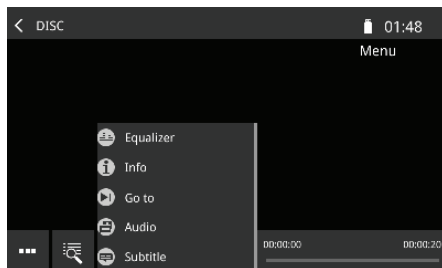 DISC
01:48
Menu
Equalizer
Info
Go to
Audio
Subtitle
00:00:00
00:00:20